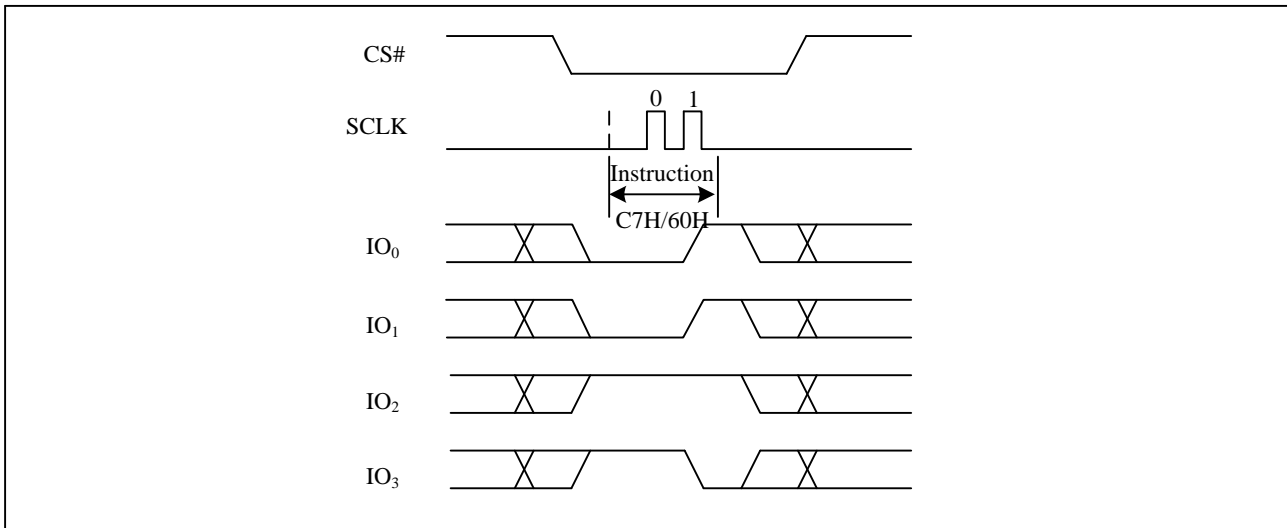 CS#
0 1
SCLK
Instruction
C7H/60H
IO₀
IO₁
IO₂
IO₃